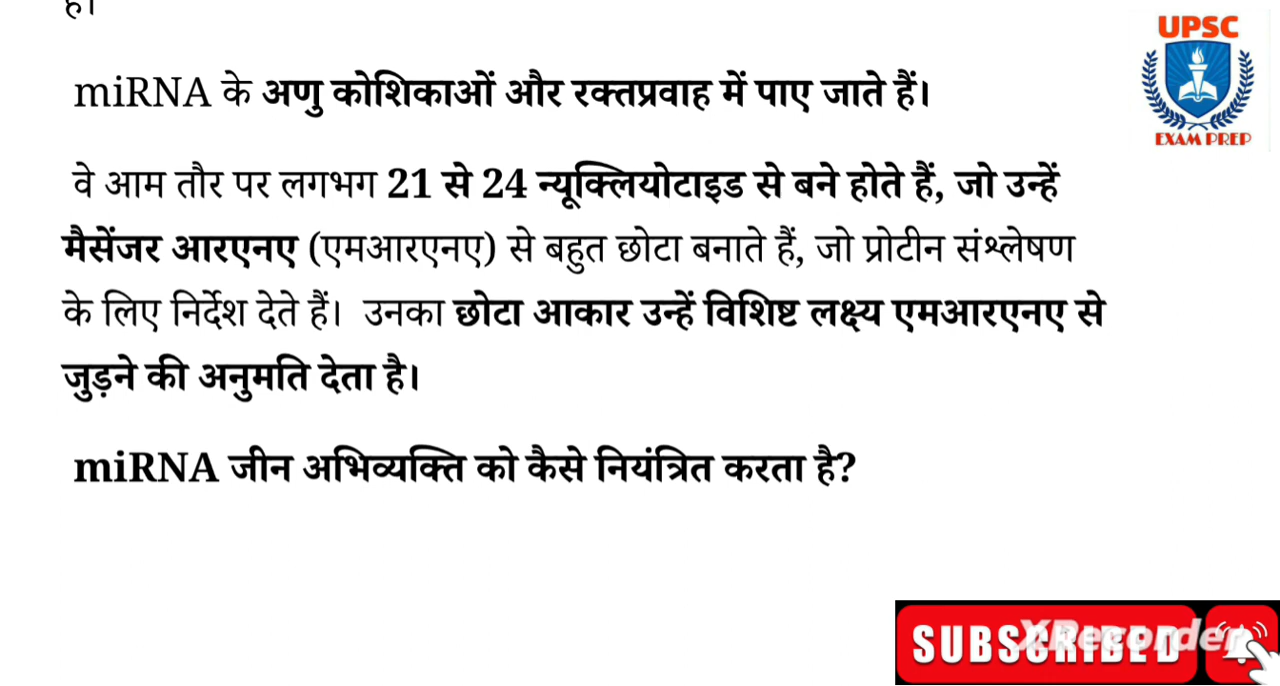 है।
UPSC
miRNA के अणु कोशिकाओं और रक्तप्रवाह में पाए जाते हैं।
EXAM PREP
वे आम तौर पर लगभग 21 से 24 न्यूक्लियोटाइड से बने होते हैं, जो उन्हें
मैसेंजर आरएनए (एमआरएनए) से बहुत छोटा बनाते हैं, जो प्रोटीन संश्लेषण
के लिए निर्देश देते हैं। उनका छोटा आकार उन्हें विशिष्ट लक्ष्य एमआरएनए से
जुड़ने की अनुमति देता है।
miRNA जीन अभिव्यक्ति को कैसे नियंत्रित करता है?
SUBSCRIBED
XRecorder